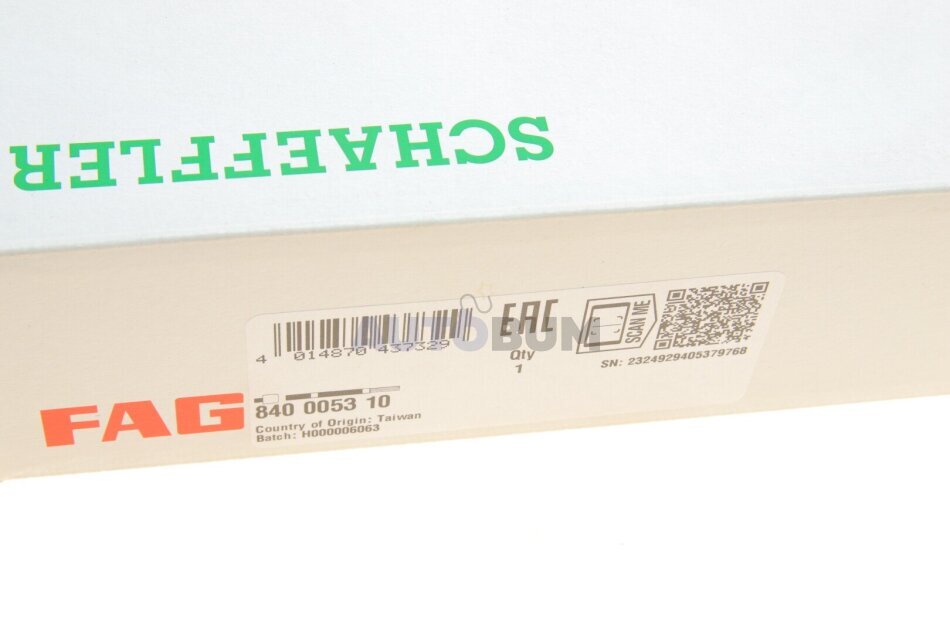 SCHAEFFLER
EAC
SCAN ME
AUTOBUM
4 014870 437329
Qty
1
SN: 2324929405379768
FAG
840 0053 10
Country of Origin: Taiwan
Batch: H000006063